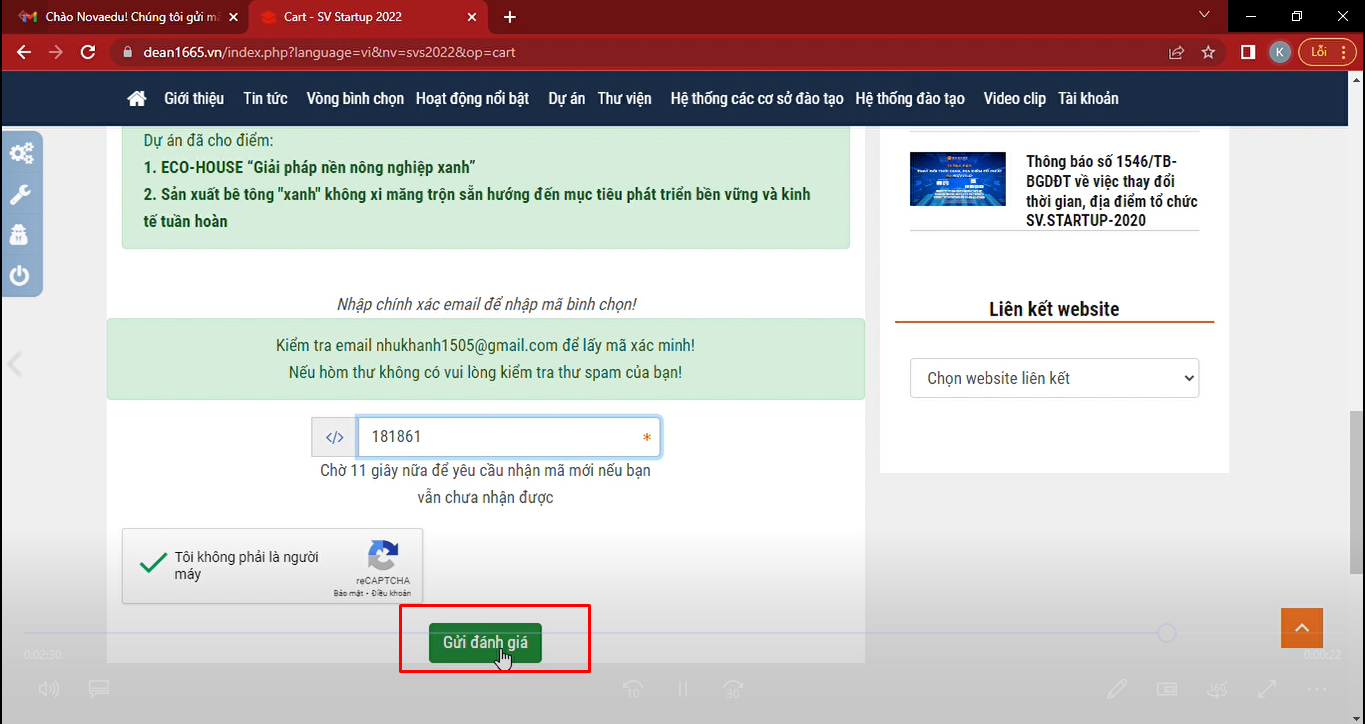 Chào Novaedu! Chúng tôi gửi mã
Cart - SV Startup 2022
dean1665.vn/index.php?language=vi&nv=svs2022&op=cart
K
Lỗi
Giới thiệu Tin tức Vòng bình chọn Hoạt động nổi bật Dự án Thư viện Hệ thống các cơ sở đào tạo Hệ thống đào tạo Video clip Tài khoản
Dự án đã cho điểm:
1. ECO-HOUSE “Giải pháp nền nông nghiệp xanh”
2. Sản xuất bê tông "xanh" không xi măng trộn sẵn hướng đến mục tiêu phát triển bền vững và kinh
tế tuần hoàn
Nhập chính xác email để nhập mã bình chọn!
Kiểm tra email nhukhanh1505@gmail.com để lấy mã xác minh!
Nếu hòm thư không có vui lòng kiểm tra thư spam của bạn!
</> 181861 *
Chờ 11 giây nữa để yêu cầu nhận mã mới nếu bạn
vẫn chưa nhận được
Tôi không phải là người
máy
reCAPTCHA
Bảo mật - Điều khoản
Gửi đánh giá
Thông báo số 1546/TB-
BGDĐT về việc thay đổi
thời gian, địa điểm tổ chức
SV.STARTUP-2020
Liên kết website
Chọn website liên kết
0:02:30
0:00:22
10
30
360